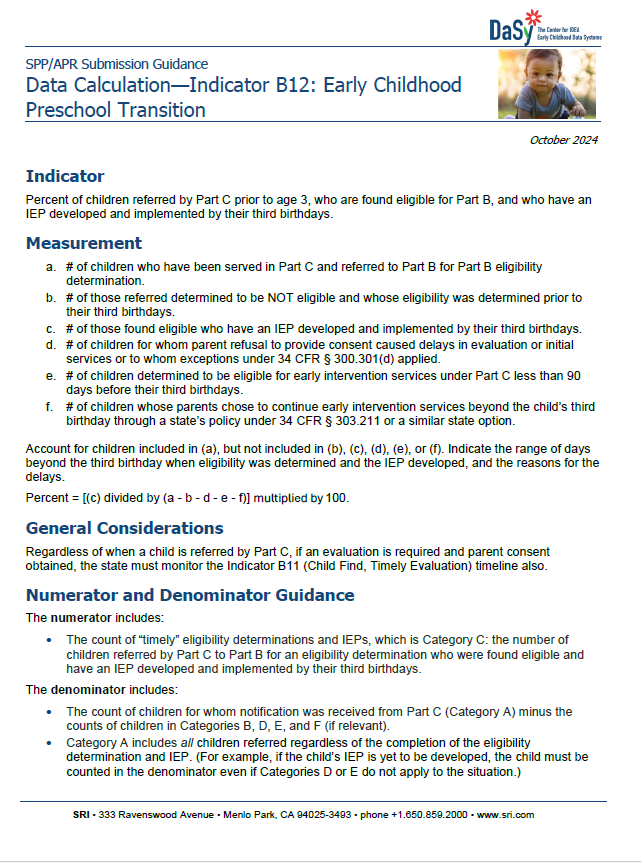 DaSy The Center for IDEA
Early Childhood Data Systems
SPP/APR Submission Guidance
Data Calculation—Indicator B12: Early Childhood
Preschool Transition
October 2024
Indicator
Percent of children referred by Part C prior to age 3, who are found eligible for Part B, and who have an
IEP developed and implemented by their third birthdays.
Measurement
a. # of children who have been served in Part C and referred to Part B for Part B eligibility
determination.
b. # of those referred determined to be NOT eligible and whose eligibility was determined prior to
their third birthdays.
c. # of those found eligible who have an IEP developed and implemented by their third birthdays.
d. # of children for whom parent refusal to provide consent caused delays in evaluation or initial
services or to whom exceptions under 34 CFR § 300.301(d) applied.
e. # of children determined to be eligible for early intervention services under Part C less than 90
days before their third birthdays.
f. # of children whose parents chose to continue early intervention services beyond the child's third
birthday through a state's policy under 34 CFR § 303.211 or a similar state option.
Account for children included in (a), but not included in (b), (c), (d), (e), or (f). Indicate the range of days
beyond the third birthday when eligibility was determined and the IEP developed, and the reasons for the
delays.
Percent = [(c) divided by (a - b - d - e - f)] multiplied by 100.
General Considerations
Regardless of when a child is referred by Part C, if an evaluation is required and parent consent
obtained, the state must monitor the Indicator B11 (Child Find, Timely Evaluation) timeline also.
Numerator and Denominator Guidance
The numerator includes:
• The count of “timely” eligibility determinations and IEPs, which is Category C: the number of
children referred by Part C to Part B for an eligibility determination who were found eligible and
have an IEP developed and implemented by their third birthdays.
The denominator includes:
• The count of children for whom notification was received from Part C (Category A) minus the
counts of children in Categories B, D, E, and F (if relevant).
• Category A includes all children referred regardless of the completion of the eligibility
determination and IEP. (For example, if the child's IEP is yet to be developed, the child must be
counted in the denominator even if Categories D or E do not apply to the situation.)
SRI • 333 Ravenswood Avenue • Menlo Park, CA 94025-3493 • phone +1.650.859.2000 • www.sri.com